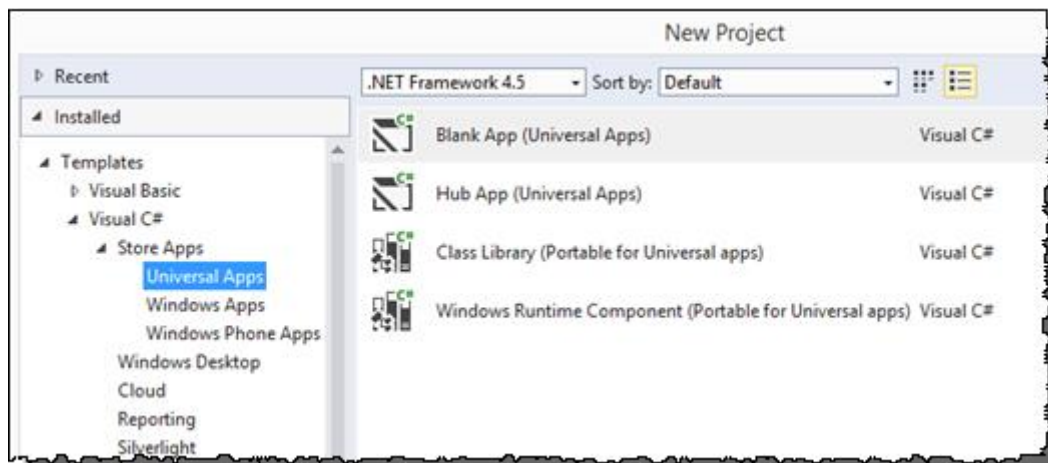 New Project
Recent
.NET Framework 4.5 Sort by: Default
Installed
Templates
Visual Basic
Visual C#
Store Apps
Universal Apps
Windows Apps
Windows Phone Apps
Windows Desktop
Cloud
Reporting
Silverlight
C# Blank App (Universal Apps) Visual C#
C# Hub App (Universal Apps) Visual C#
C# Class Library (Portable for Universal apps) Visual C#
C# Windows Runtime Component (Portable for Universal apps) Visual C#